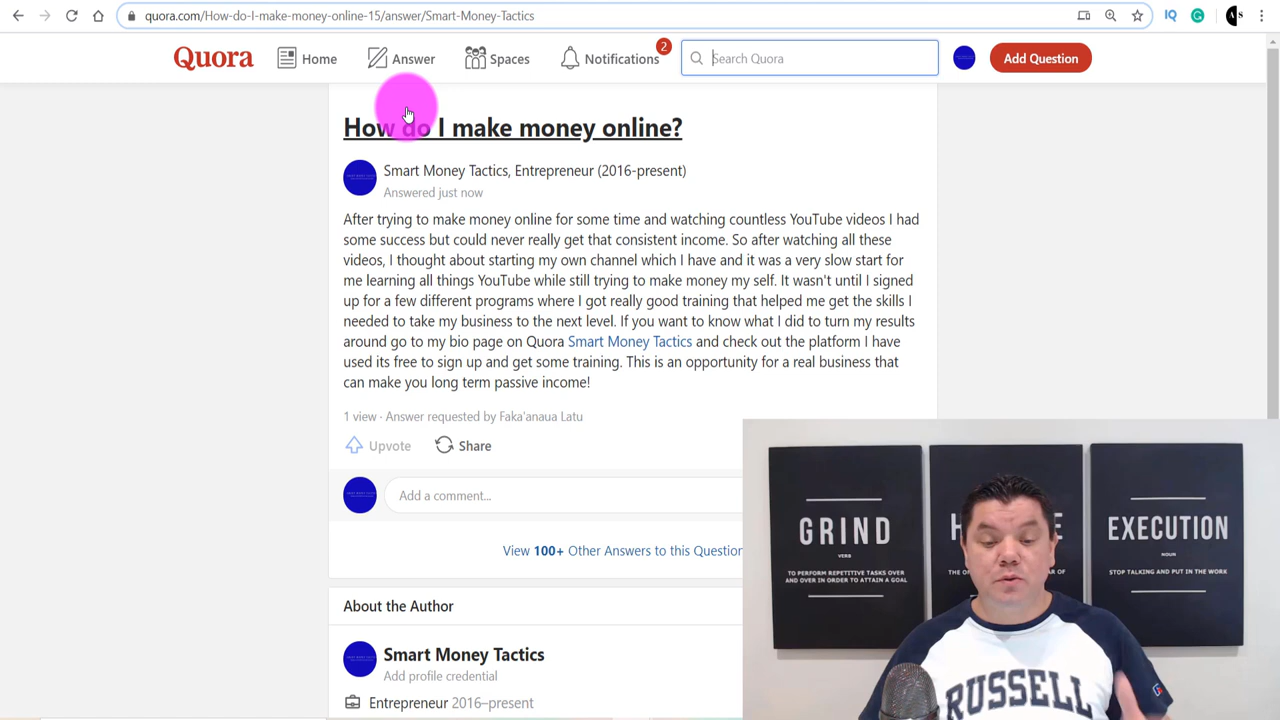 quora.com/How-do-I-make-money-online-15/answer/Smart-Money-Tactics
Quora Home Answer Spaces Notifications 2 Search Quora Add Question
How do I make money online?
Smart Money Tactics, Entrepreneur (2016-present)
Answered just now
After trying to make money online for some time and watching countless YouTube videos I had
some success but could never really get that consistent income. So after watching all these
videos, I thought about starting my own channel which I have and it was a very slow start for
me learning all things YouTube while still trying to make money my self. It wasn't until I signed
up for a few different programs where I got really good training that helped me get the skills I
needed to take my business to the next level. If you want to know what I did to turn my results
around go to my bio page on Quora Smart Money Tactics and check out the platform I have
used its free to sign up and get some training. This is an opportunity for a real business that
can make you long term passive income!
1 view · Answer requested by Faka'anaua Latu
Upvote Share
Add a comment...
View 100+ Other Answers to this Question
About the Author
Smart Money Tactics
Add profile credential
Entrepreneur 2016–present
GRIND
VERB
TO PERFORM REPETITIVE TASKS OVER
AND OVER IN ORDER TO ATTAIN A GOAL
EXECUTION
NOUN
STOP TALKING AND PUT IN THE WORK
RUSSELL